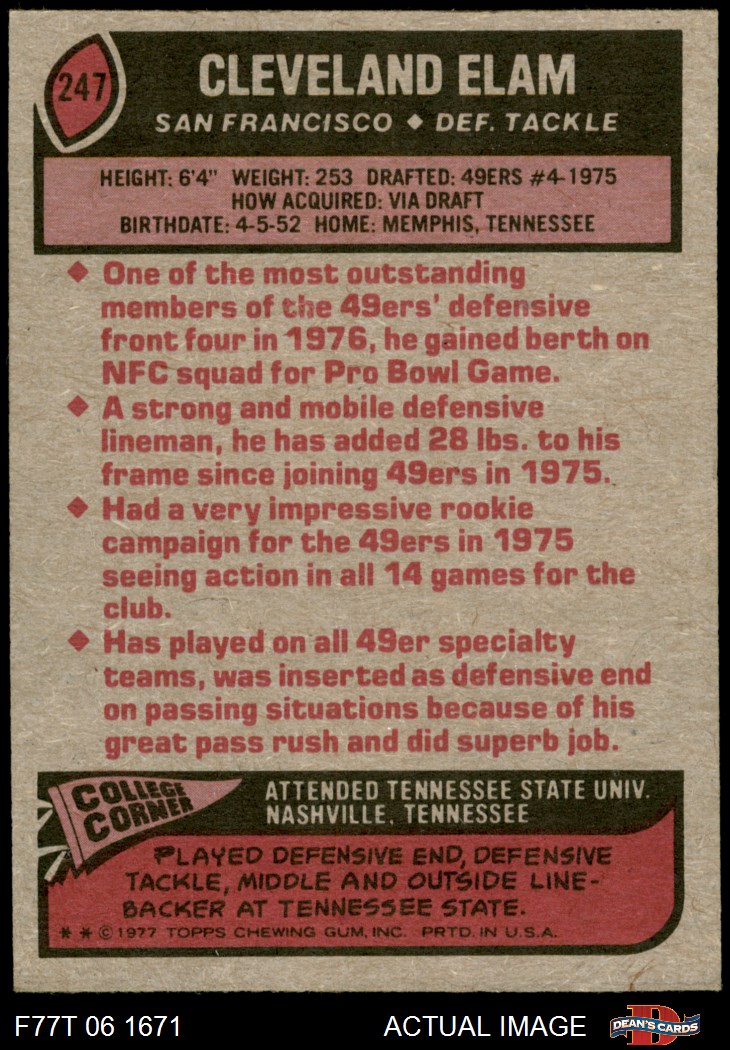 247
CLEVELAND ELAM
SAN FRANCISCO ◆ DEF. TACKLE
HEIGHT: 6'4" WEIGHT: 253 DRAFTED: 49ERS #4-1975
HOW ACQUIRED: VIA DRAFT
BIRTHDATE: 4-5-52 HOME: MEMPHIS, TENNESSEE
◆ One of the most outstanding
members of the 49ers' defensive
front four in 1976, he gained berth on
NFC squad for Pro Bowl Game.
◆ A strong and mobile defensive
lineman, he has added 28 lbs. to his
frame since joining 49ers in 1975.
◆ Had a very impressive rookie
campaign for the 49ers in 1975
seeing action in all 14 games for the
club.
◆ Has played on all 49er specialty
teams, was inserted as defensive end
on passing situations because of his
great pass rush and did superb job.
COLLEGE
CORNER
ATTENDED TENNESSEE STATE UNIV.
NASHVILLE, TENNESSEE
PLAYED DEFENSIVE END, DEFENSIVE
TACKLE, MIDDLE AND OUTSIDE LINE-
BACKER AT TENNESSEE STATE.
* * © 1977 TOPPS CHEWING GUM, INC. PRTD. IN U.S.A.
F77T 06 1671
ACTUAL IMAGE
D
DEAN'S CARDS